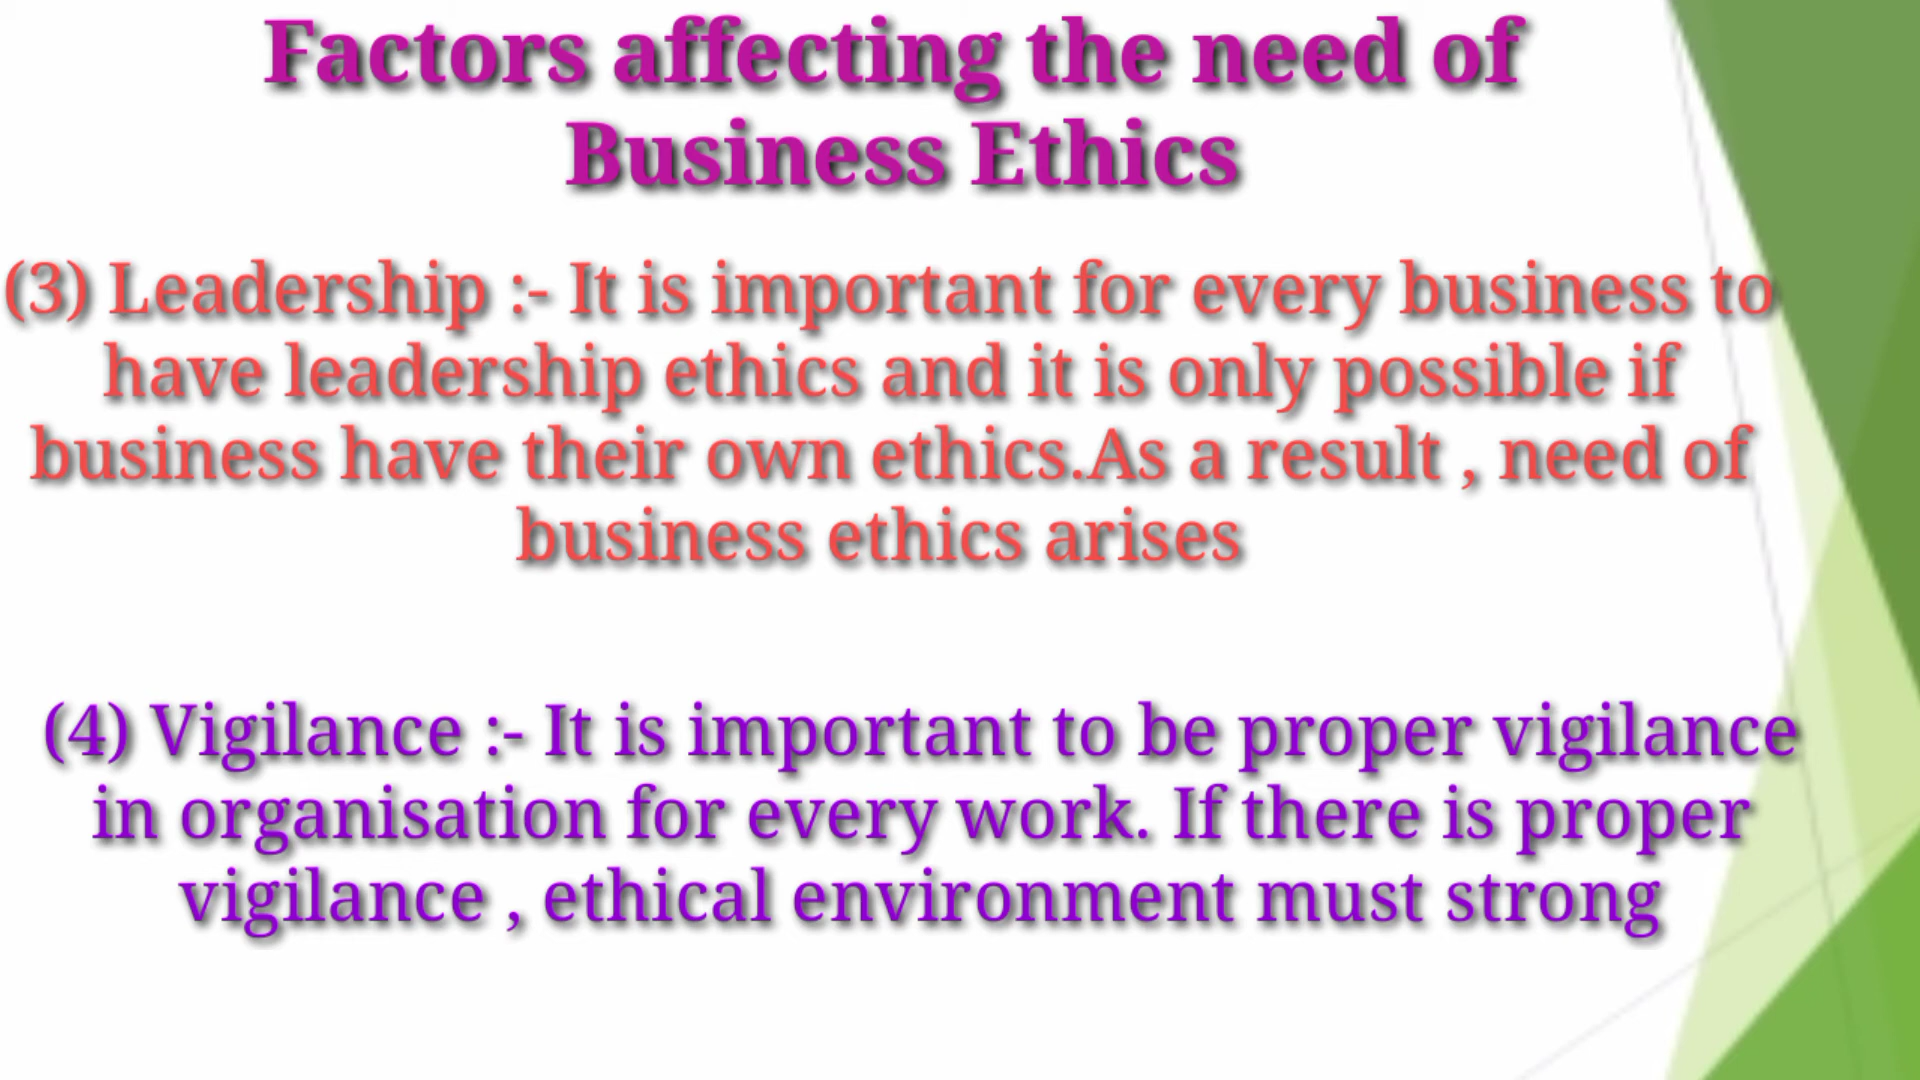 Factors affecting the need of
Business Ethics
(3) Leadership :- It is important for every business to
have leadership ethics and it is only possible if
business have their own ethics.As a result , need of
business ethics arises
(4) Vigilance :- It is important to be proper vigilance
in organisation for every work. If there is proper
vigilance , ethical environment must strong